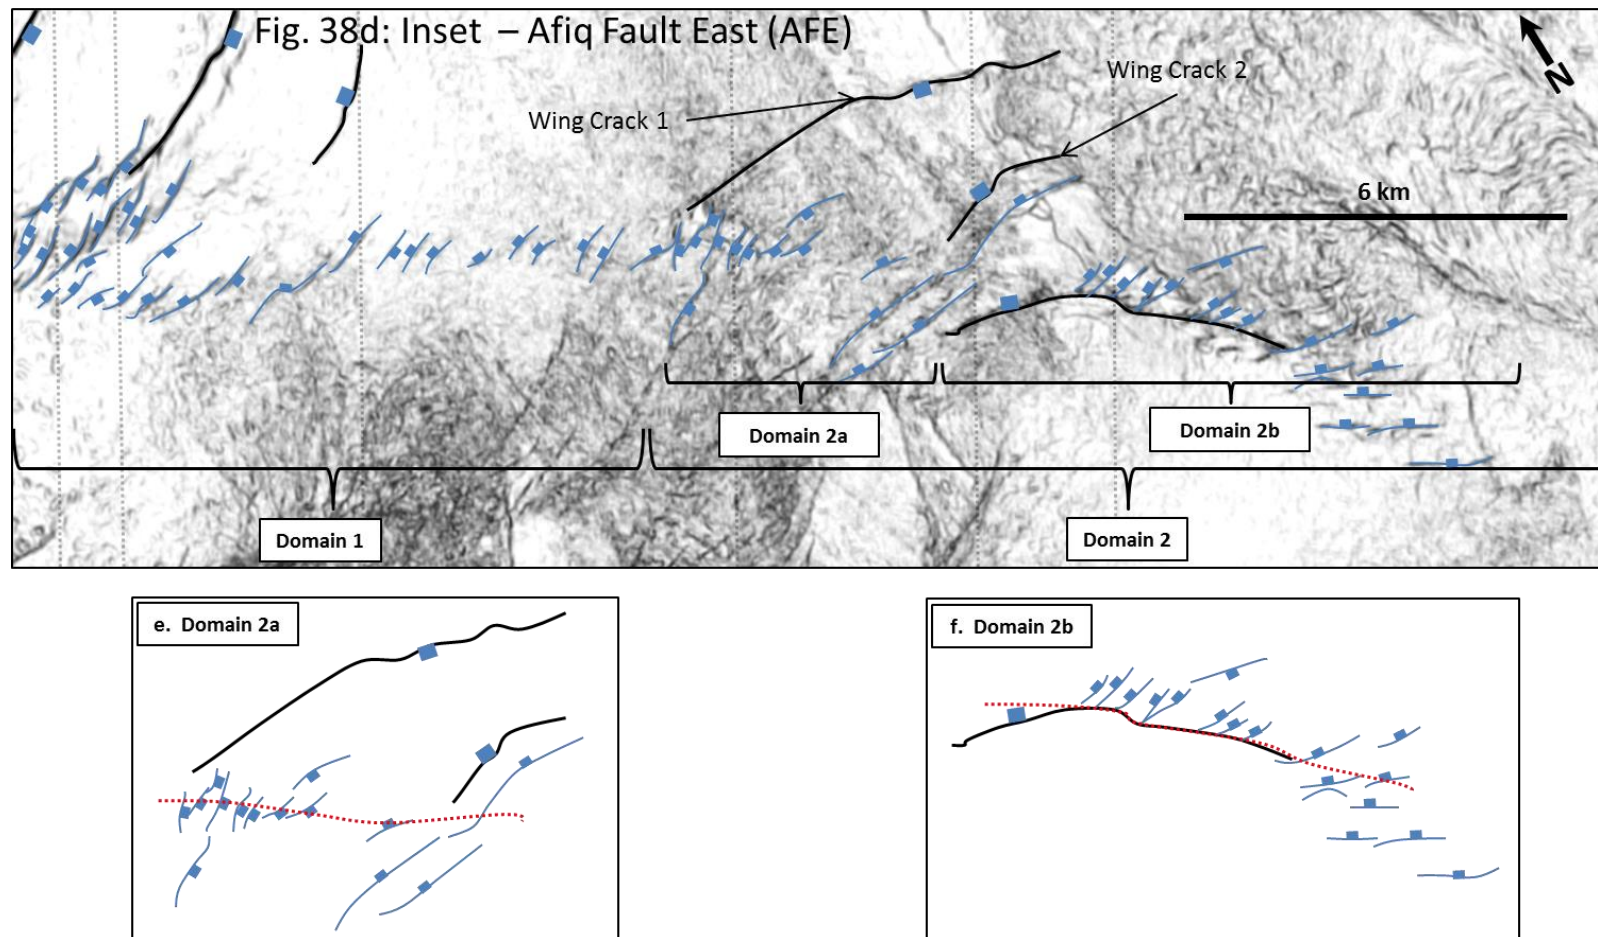 Fig. 38d: Inset – Afiq Fault East (AFE)
N
Wing Crack 2
Wing Crack 1
6 km
Domain 2a
Domain 2b
Domain 1
Domain 2
e. Domain 2a
f. Domain 2b